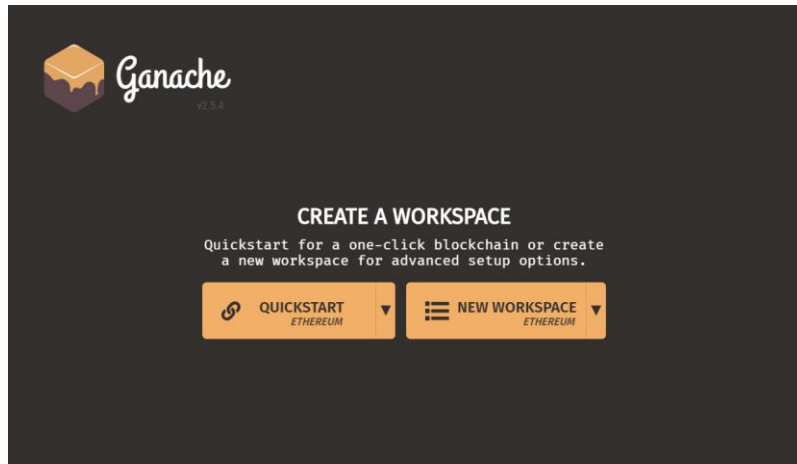 Ganache
v2.5.4
CREATE A WORKSPACE
Quickstart for a one-click blockchain or create
a new workspace for advanced setup options.
QUICKSTART
ETHEREUM
NEW WORKSPACE
ETHEREUM